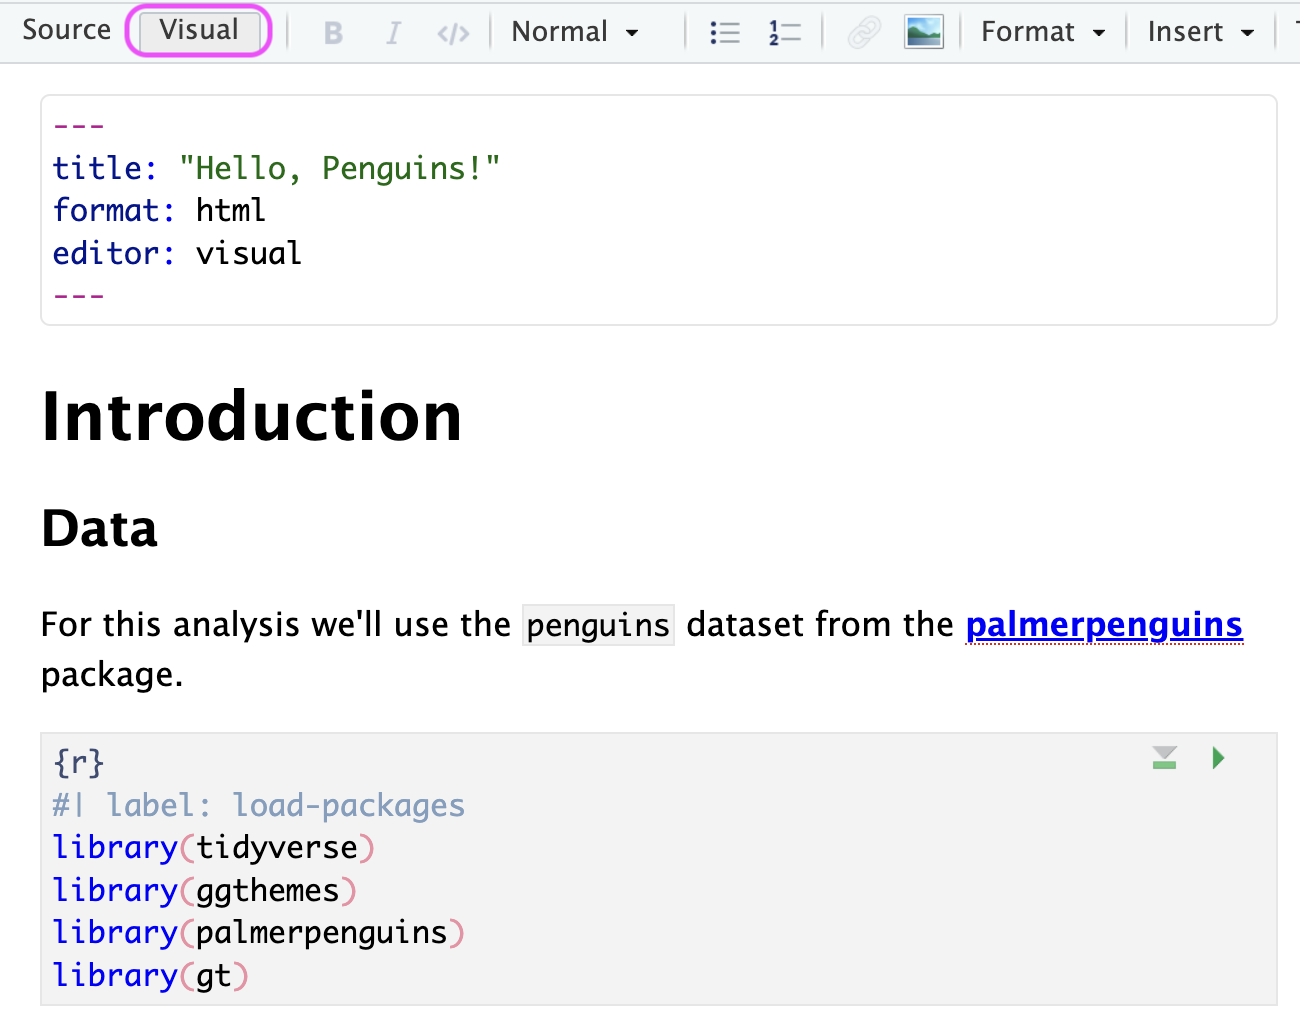 Source Visual B I </> Normal Format Insert
---
title: "Hello, Penguins!"
format: html
editor: visual
---
Introduction
Data
For this analysis we'll use the penguins dataset from the palmerpenguins
package.
{r}
#| label: load-packages
library(tidyverse)
library(ggthemes)
library(palmerpenguins)
library(gt)